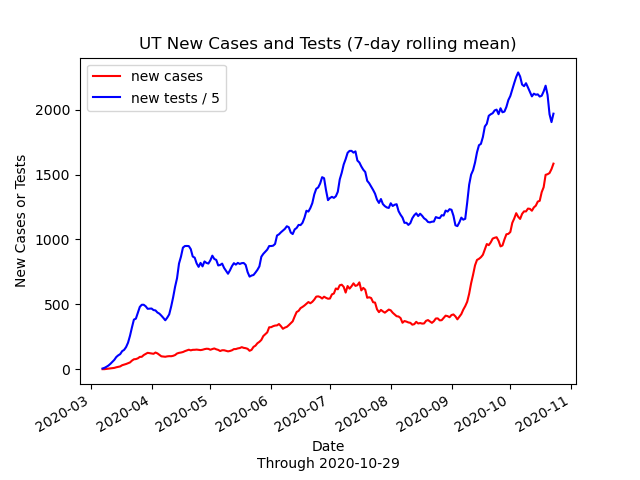 UT New Cases and Tests (7-day rolling mean)
new cases
new tests / 5
New Cases or Tests
2000
1500
1000
500
0
2020-03
2020-04
2020-05
2020-06
2020-07
2020-08
2020-09
2020-10
2020-11
Date
Through 2020-10-29